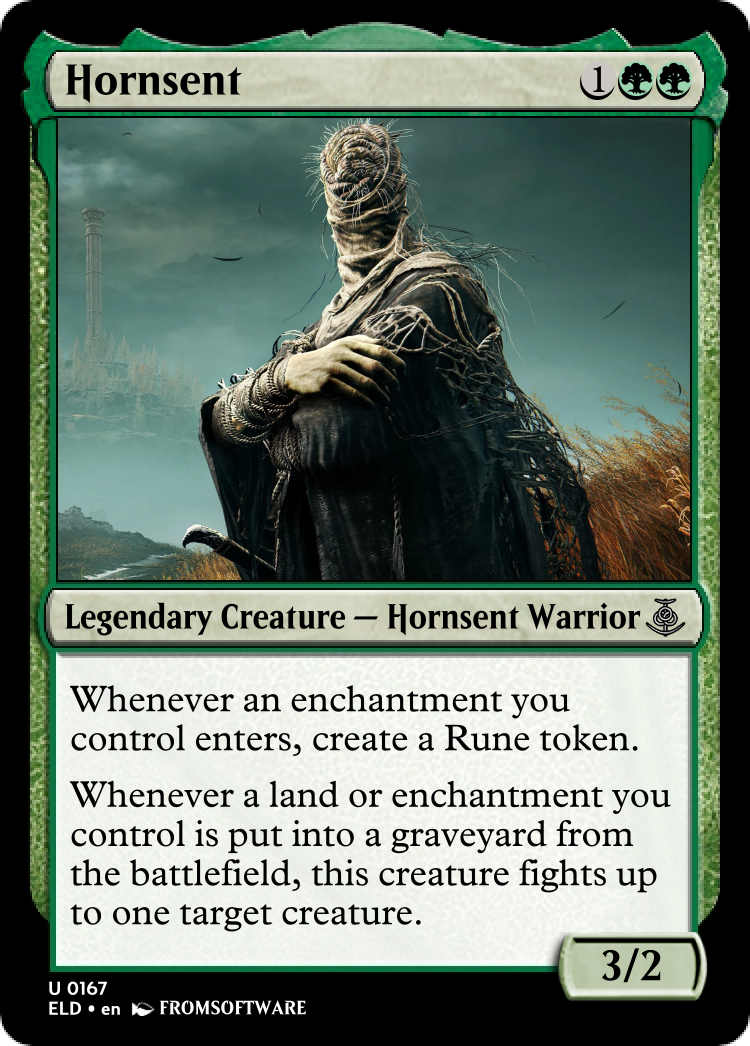 Hornsent 1
Legendary Creature — Hornsent Warrior
Whenever an enchantment you
control enters, create a Rune token.
Whenever a land or enchantment you
control is put into a graveyard from
the battlefield, this creature fights up
to one target creature.
3/2
U 0167
ELD • en FROMSOFTWARE